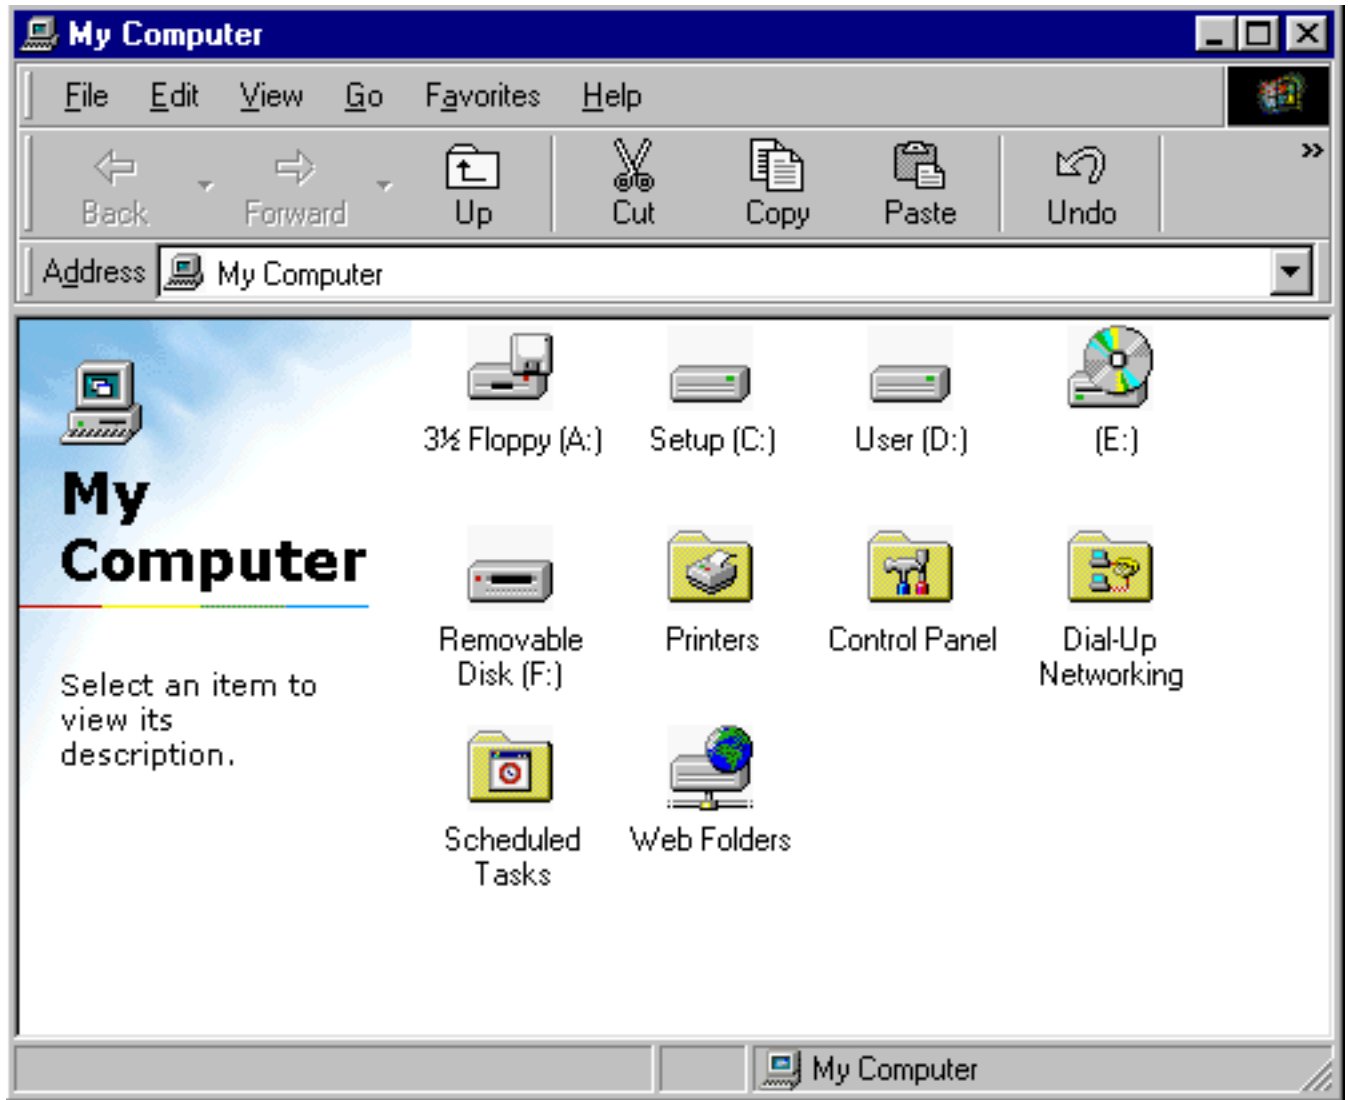 My Computer
File Edit View Go Favorites Help
»
Back Forward Up Cut Copy Paste Undo
Address My Computer
My
Computer
Select an item to
view its
description.
3½ Floppy (A:) Setup (C:) User (D:) (E:)
Removable Printers Control Panel Dial-Up
Disk (F:) Networking
Scheduled Web Folders
Tasks
My Computer